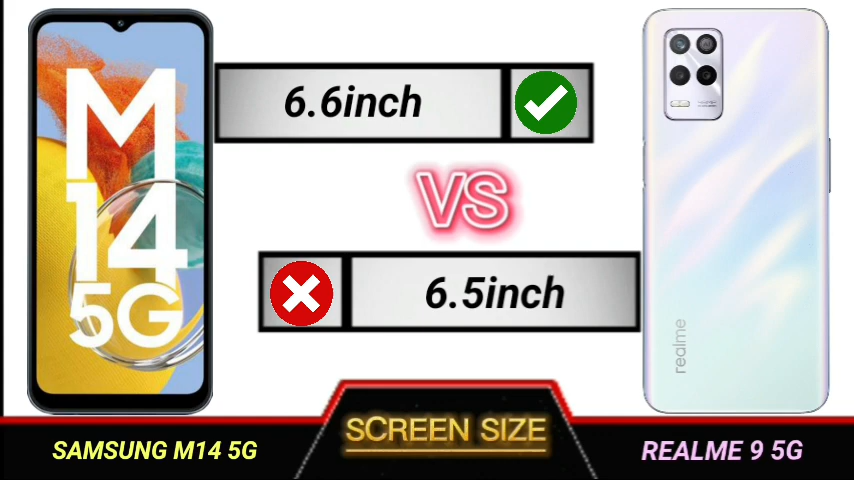 M
14
5G
6.6inch
VS
6.5inch
realme
SCREEN SIZE
SAMSUNG M14 5G
REALME 9 5G